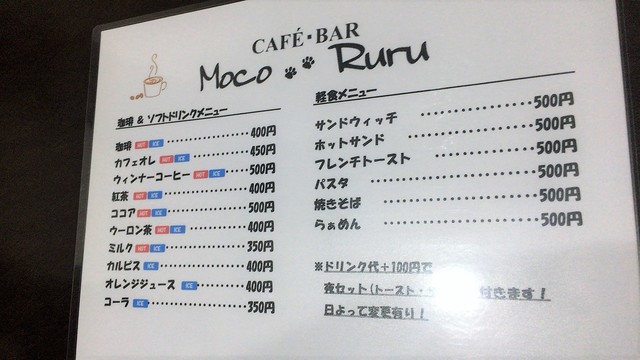 CAFÉ・BAR
Moco Ruru
珈琲 & ソフトドリンクメニュー
珈琲 HOT ICE ………………400円
カフェオレ HOT ICE ………………450円
ウィンナーコーヒー HOT ICE ………500円
紅茶 HOT ICE ………………400円
ココア HOT ICE ………………500円
ウーロン茶 HOT ICE ………………400円
ミルク HOT ICE ………………350円
カルピス ICE ………………400円
オレンジジュース ICE ………………400円
コーラ ICE ………………350円
軽食メニュー
サンドウィッチ ………………500円
ホットサンド ………………500円
フレンチトースト ………………500円
パスタ ………………500円
焼きそば ………………500円
らぁめん ………………500円
※ドリンク代+100円で
夜セット(トースト・ 付きます!
日よって変更有り!